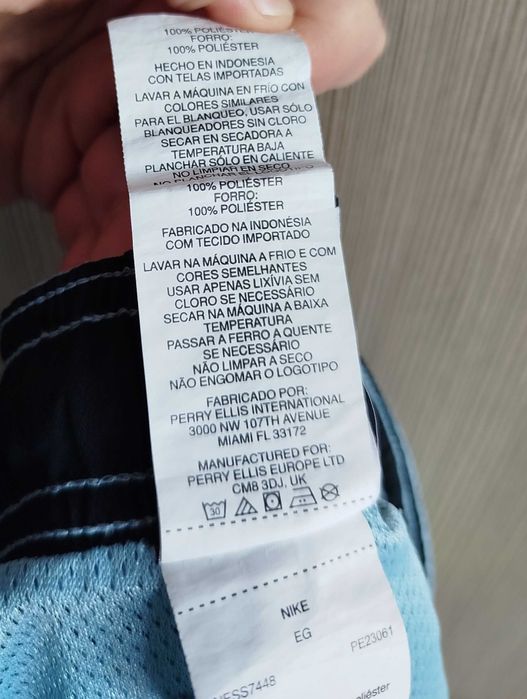 100% POLIÉSTER
FORRO:
100% POLIÉSTER
HECHO EN INDONESIA
CON TELAS IMPORTADAS
LAVAR A MÁQUINA EN FRÍO CON
COLORES SIMILARES
PARA EL BLANQUEO, USAR SÓLO
BLANQUEADORES SIN CLORO
SECAR EN SECADORA A
TEMPERATURA BAJA
PLANCHAR SÓLO EN CALIENTE
NO LIMPIAR EN SECO
NO PLANCHAR EL
100% POLIÉSTER
FORRO:
100% POLIÉSTER
FABRICADO NA INDONÉSIA
COM TECIDO IMPORTADO
LAVAR NA MÁQUINA A FRIO E COM
CORES SEMELHANTES
USAR APENAS LIXÍVIA SEM
CLORO SE NECESSÁRIO
SECAR NA MÁQUINA A BAIXA
TEMPERATURA
PASSAR A FERRO A QUENTE
SE NECESSÁRIO
NÃO LIMPAR A SECO
NÃO ENGOMAR O LOGOTIPO
FABRICADO POR:
PERRY ELLIS INTERNATIONAL
3000 NW 107TH AVENUE
MIAMI FL 33172
MANUFACTURED FOR:
PERRY ELLIS EUROPE LTD
CM8 3DJ, UK
30
NIKE
EG
PE23061
ESS7448